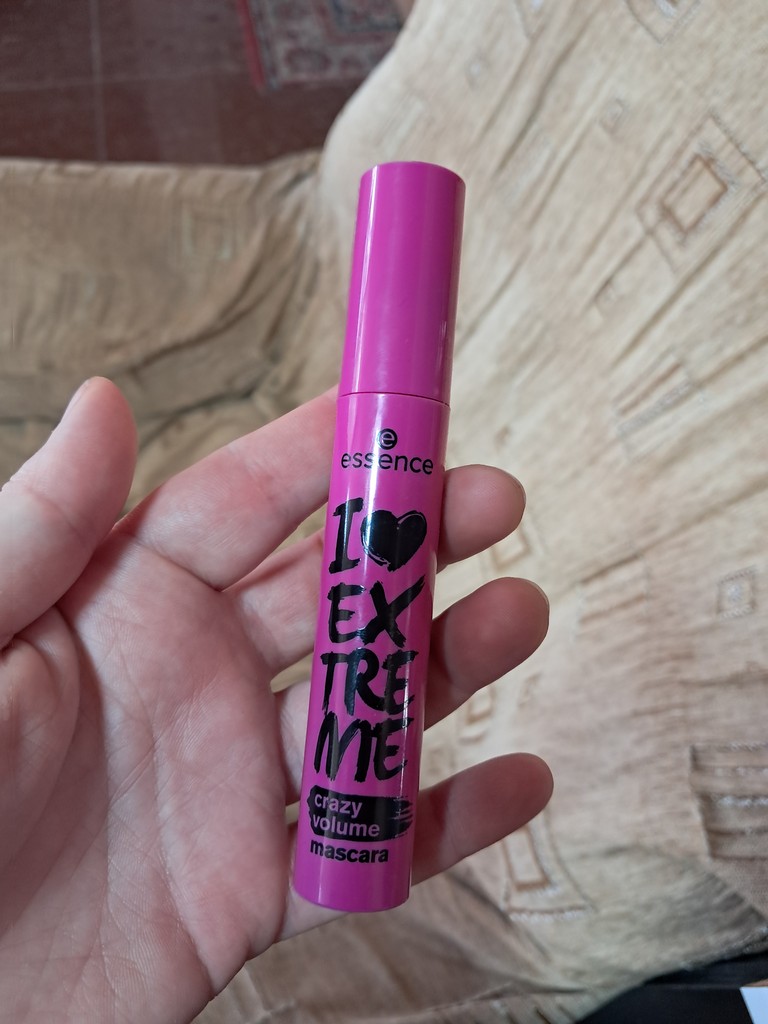 e
essence
I♥
EX
TRE
ME
crazy
volume
mascara